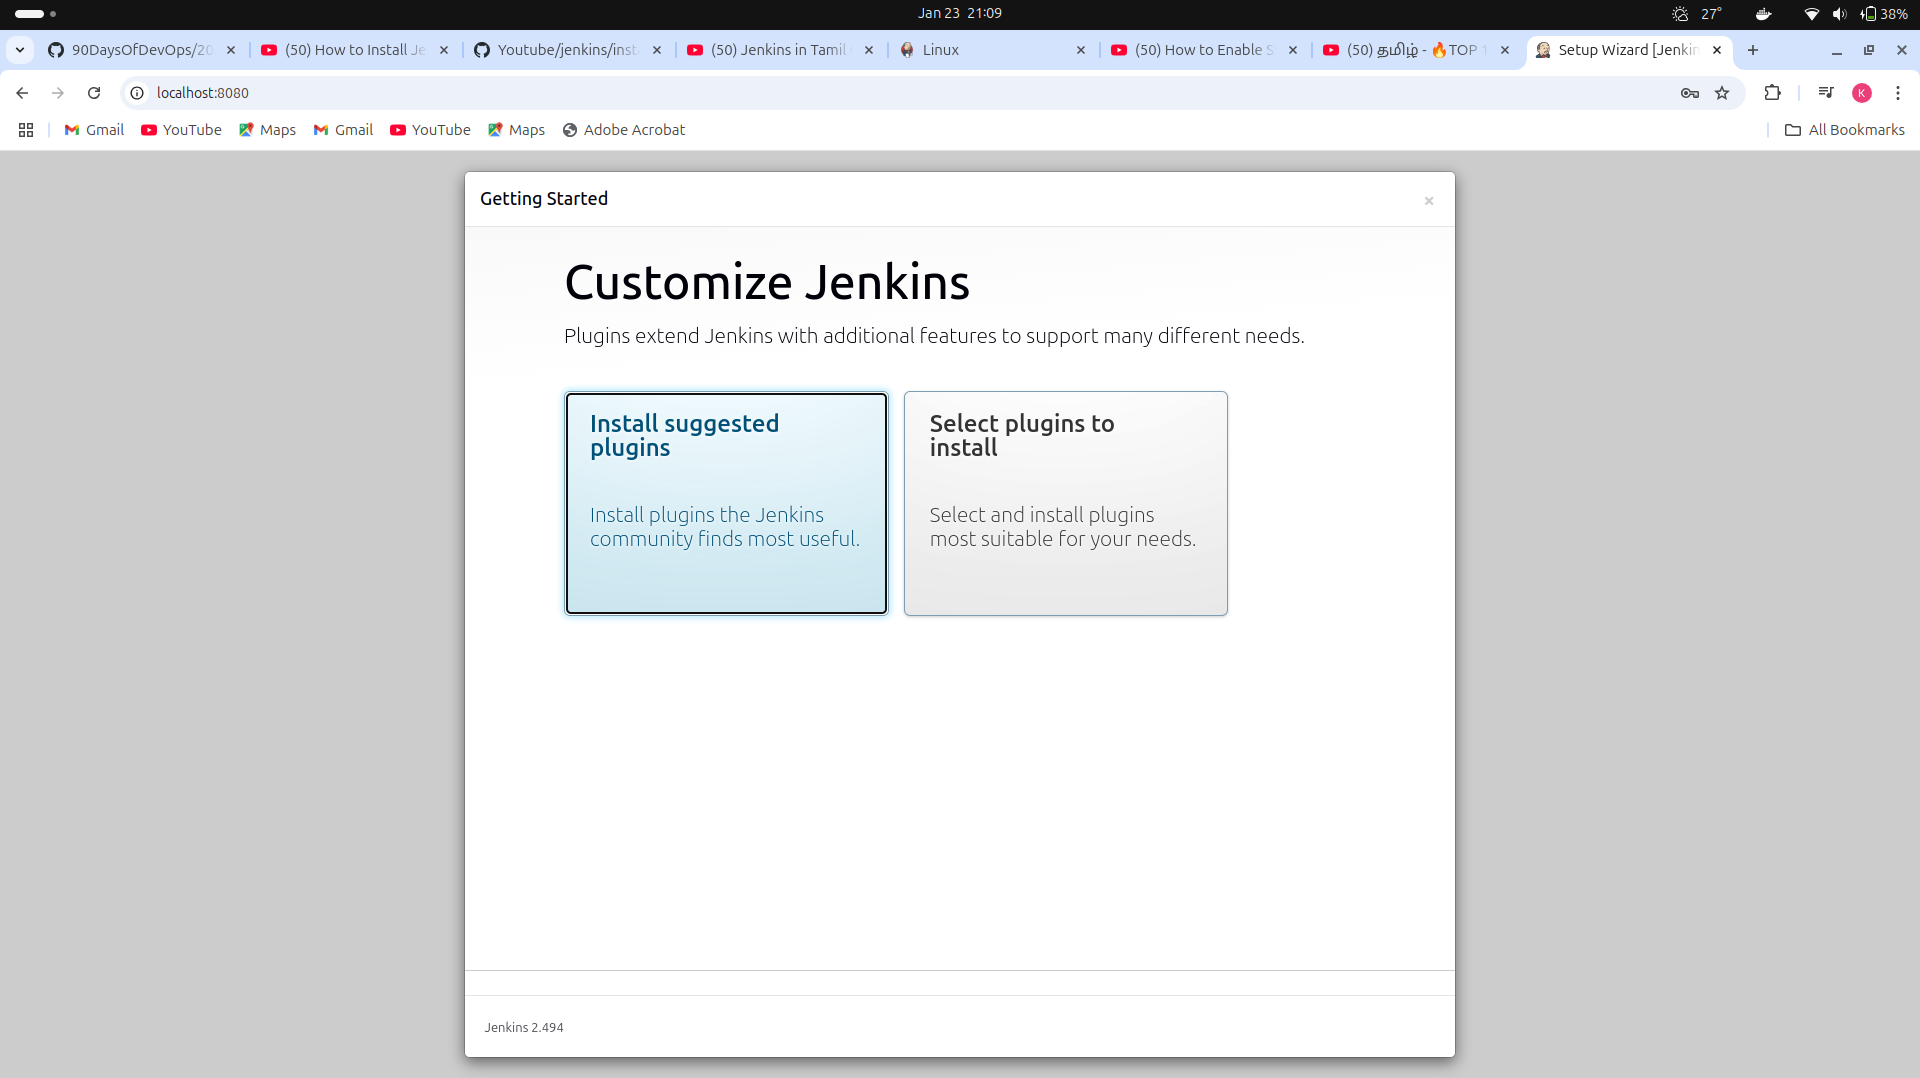 Jan 23 21:09
27°
38%
90DaysOfDevOps/20
(50) How to Install Je
Youtube/jenkins/inst
(50) Jenkins in Tamil
Linux
(50) How to Enable S
(50) தமிழ் - 🔥TOP 1
Setup Wizard [Jenkin
localhost:8080
K
Gmail
YouTube
Maps
Gmail
YouTube
Maps
Adobe Acrobat
All Bookmarks
Getting Started
×
Customize Jenkins
Plugins extend Jenkins with additional features to support many different needs.
Install suggested
plugins
Install plugins the Jenkins
community finds most useful.
Select plugins to
install
Select and install plugins
most suitable for your needs.
Jenkins 2.494